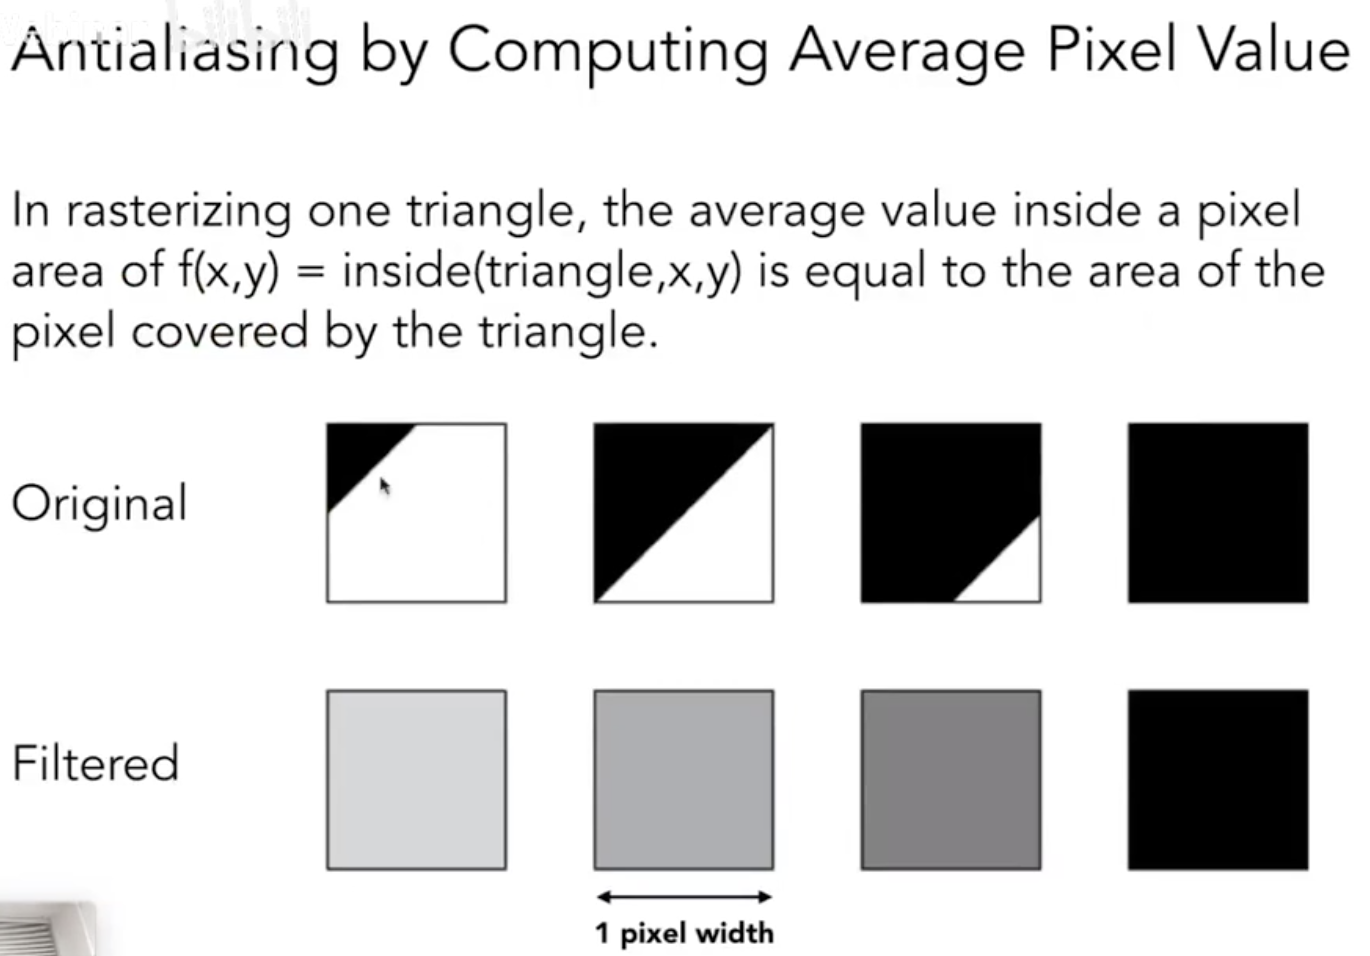 Antialiasing by Computing Average Pixel Value
In rasterizing one triangle, the average value inside a pixel
area of f(x,y) = inside(triangle,x,y) is equal to the area of the
pixel covered by the triangle.
Original
Filtered
1 pixel width